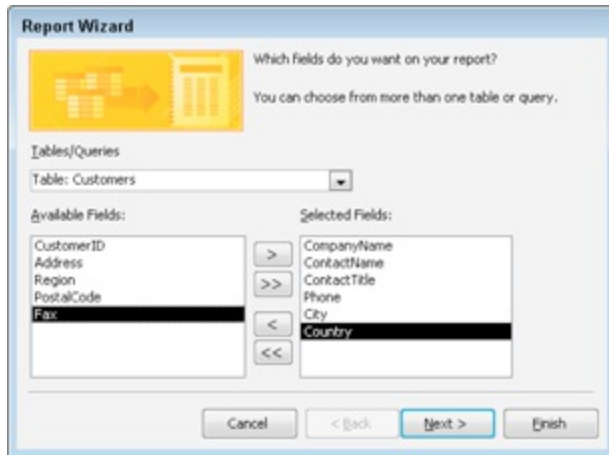 Report Wizard
Which fields do you want on your report?
You can choose from more than one table or query.
Tables/Queries
Table: Customers
Available Fields:
Selected Fields:
CustomerID
Address
Region
PostalCode
Fax
>
>>
<
<<
CompanyName
ContactName
ContactTitle
Phone
City
Country
Cancel
< Back
Next >
Finish